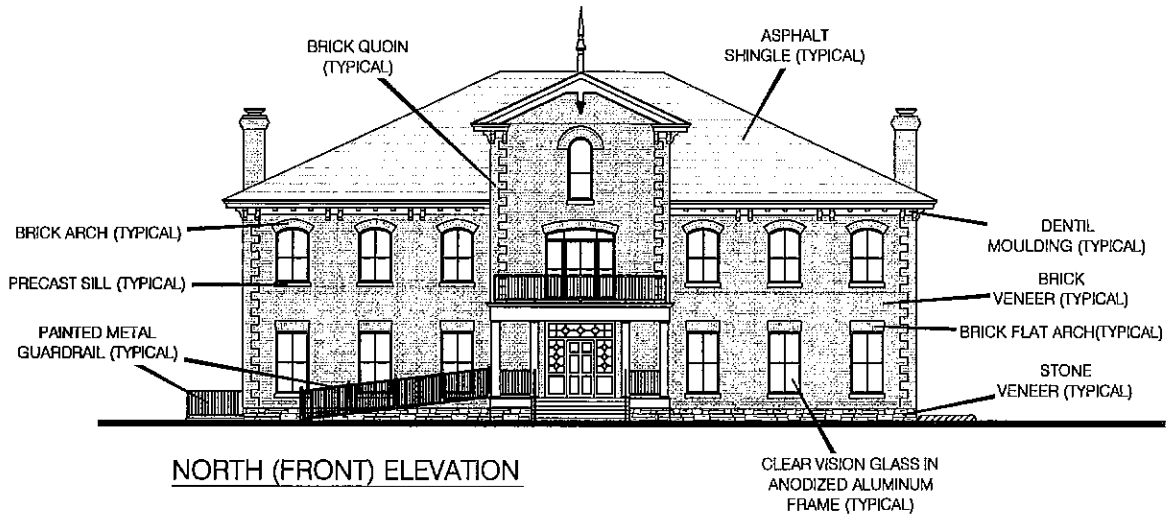 BRICK QUOIN
(TYPICAL)
ASPHALT
SHINGLE (TYPICAL)
BRICK ARCH (TYPICAL)
PRECAST SILL (TYPICAL)
PAINTED METAL
GUARDRAIL (TYPICAL)
DENTIL
MOULDING (TYPICAL)
BRICK
VENEER (TYPICAL)
BRICK FLAT ARCH(TYPICAL)
STONE
VENEER (TYPICAL)
CLEAR VISION GLASS IN
ANODIZED ALUMINUM
FRAME (TYPICAL)
NORTH (FRONT) ELEVATION